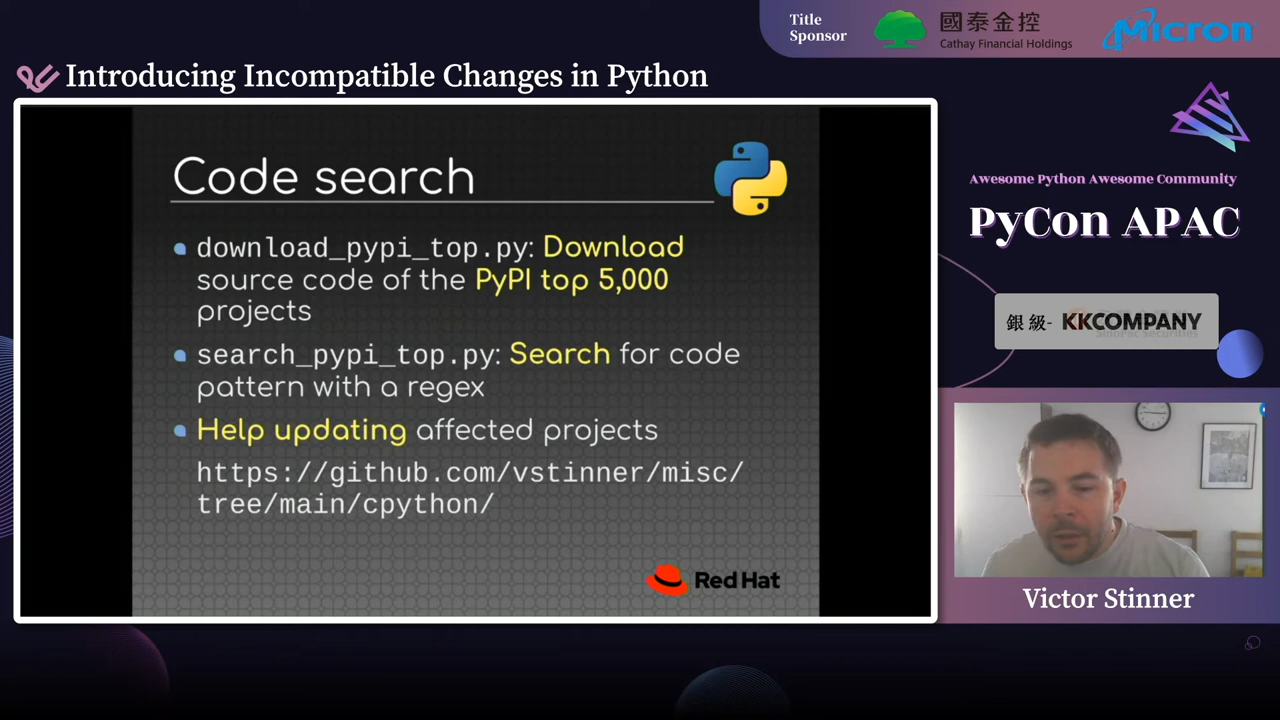 Title
Sponsor
國泰金控
Cathay Financial Holdings
Micron
Introducing Incompatible Changes in Python
Code search
download_pypi_top.py: Download
source code of the PyPI top 5,000
projects
search_pypi_top.py: Search for code
pattern with a regex
Help updating affected projects
https://github.com/vstinner/misc/
tree/main/cpython/
Red Hat
Awesome Python Awesome Community
PyCon APAC
銀級- KKCOMPANY
Victor Stinner